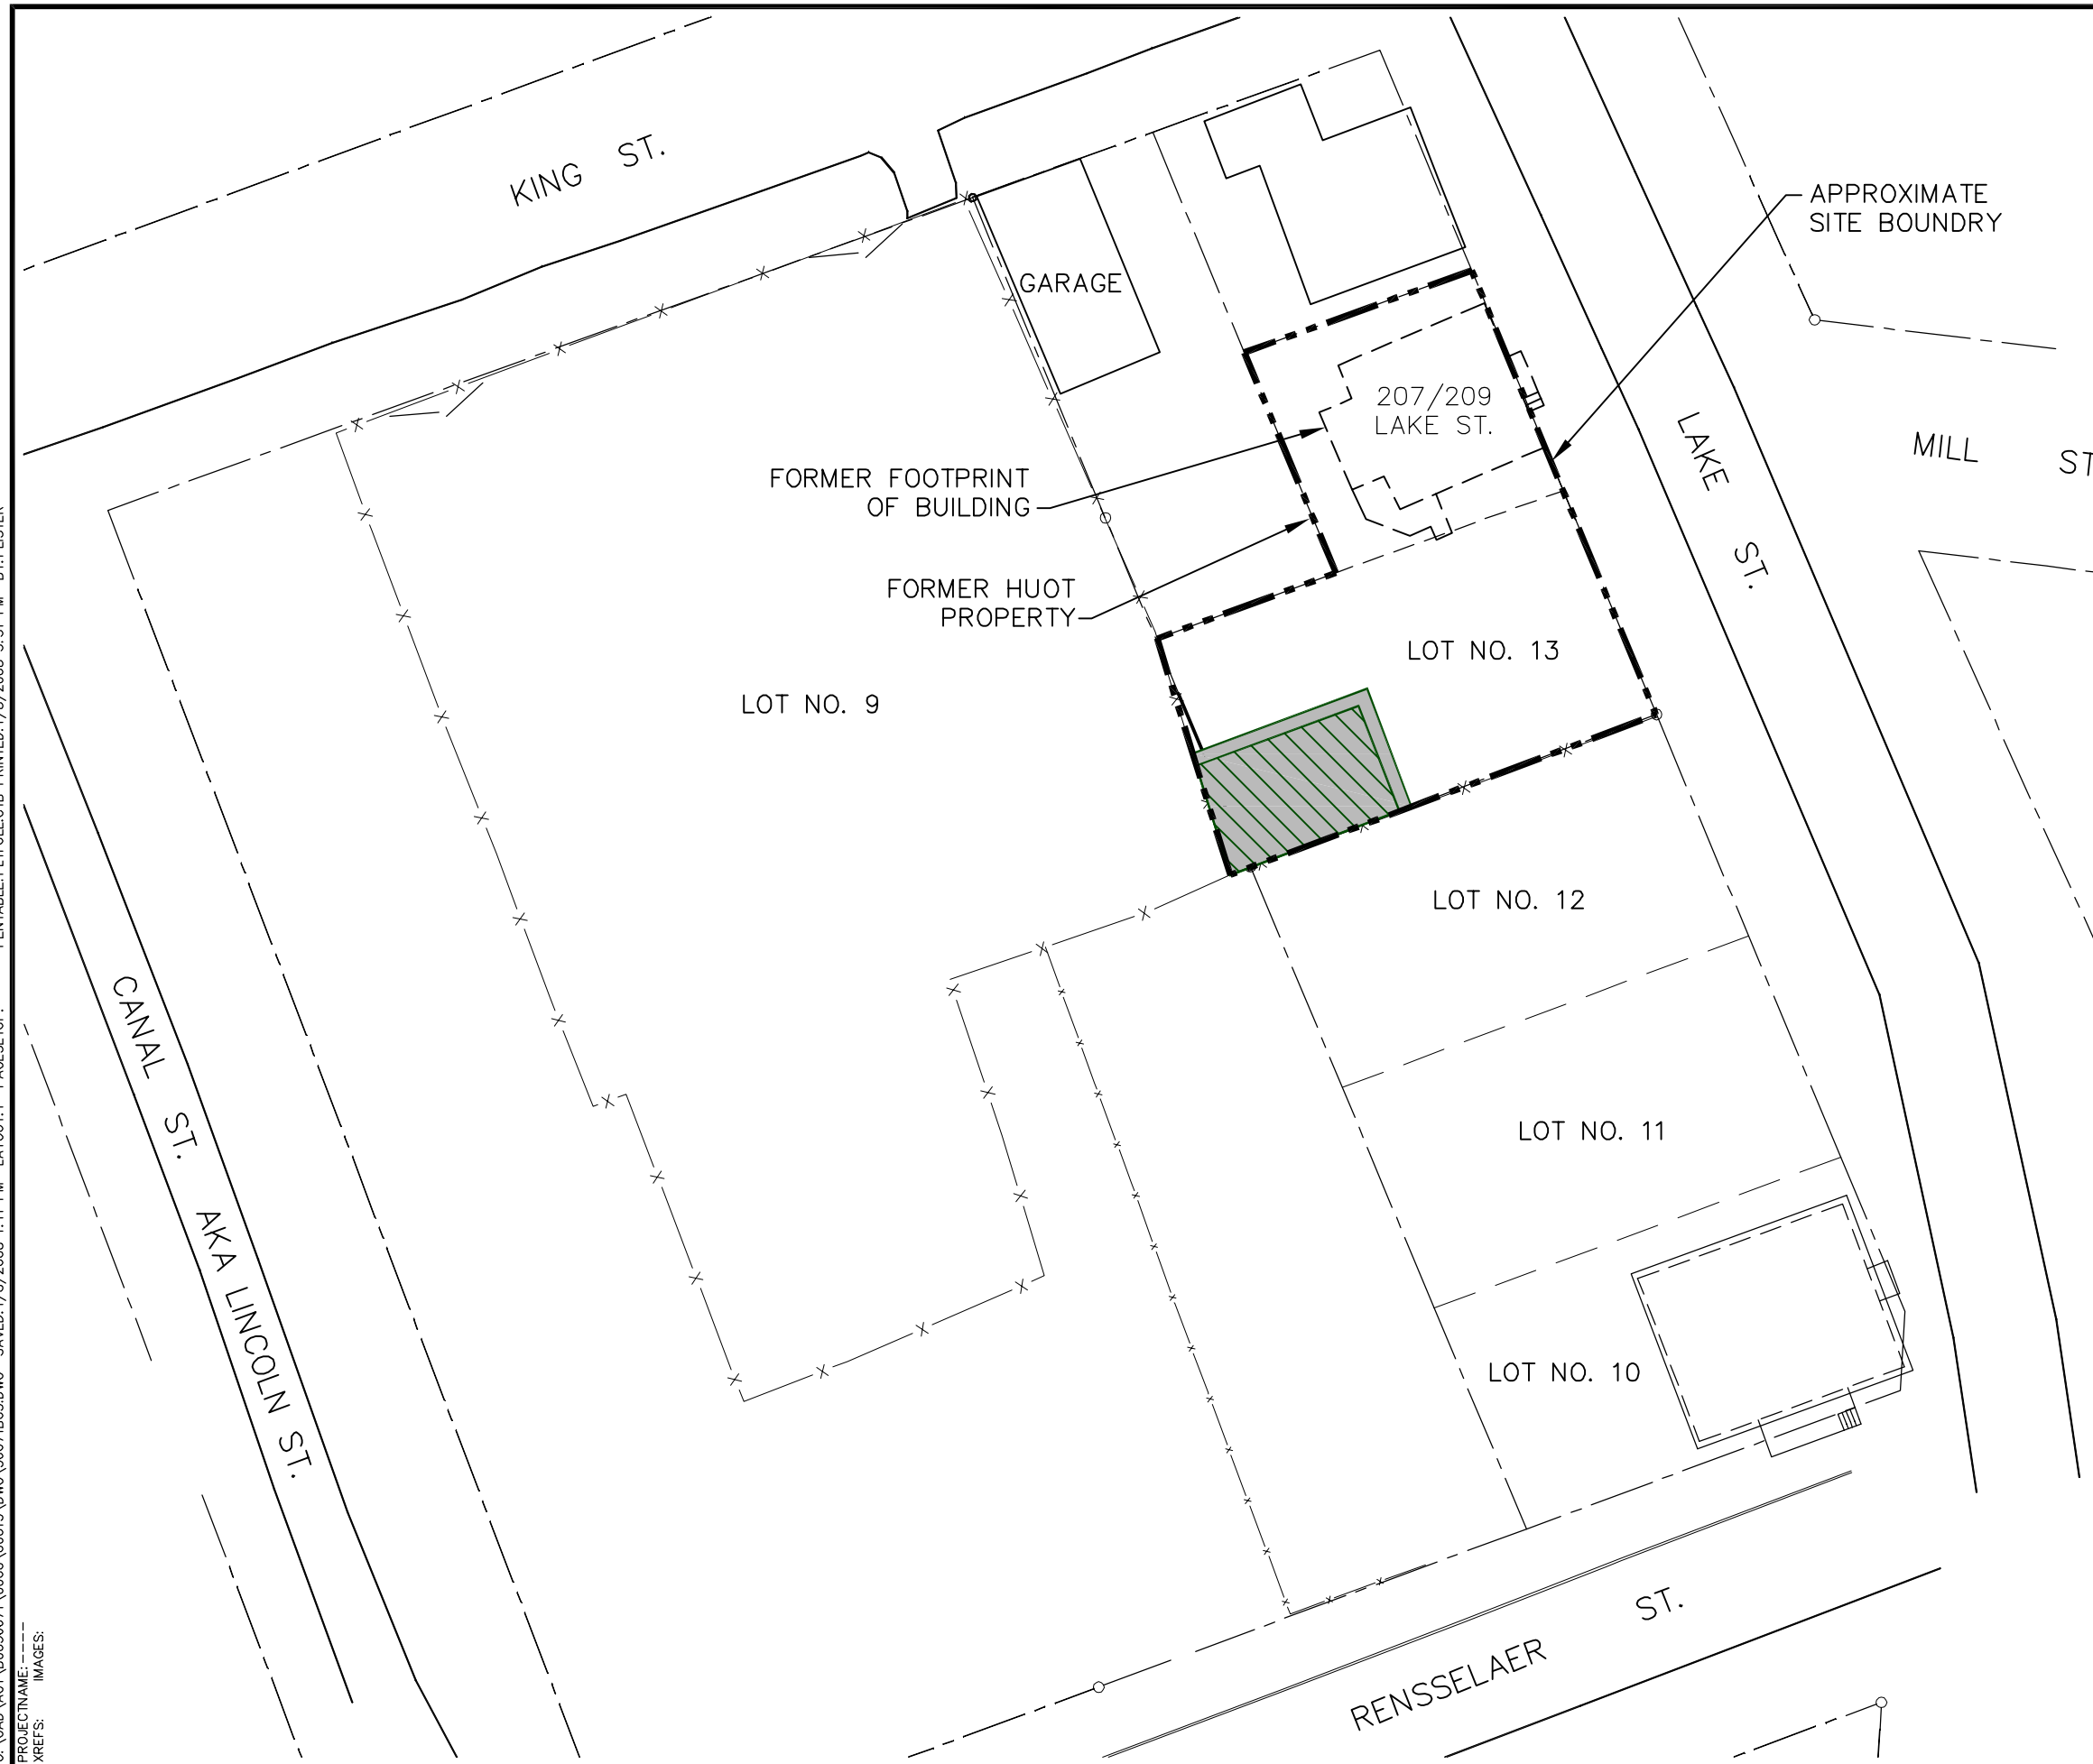 KING ST.
APPROXIMATE
SITE BOUNDRY
GARAGE
207/209
LAKE ST.
LAKE ST.
MILL ST
FORMER FOOTPRINT
OF BUILDING
FORMER HUOT
PROPERTY
LOT NO. 13
LOT NO. 9
LOT NO. 12
CANAL ST. AKA LINCOLN ST.
LOT NO. 11
LOT NO. 10
RENSSELAER ST.
PROJECTNAME: ----
XREFS: IMAGES: